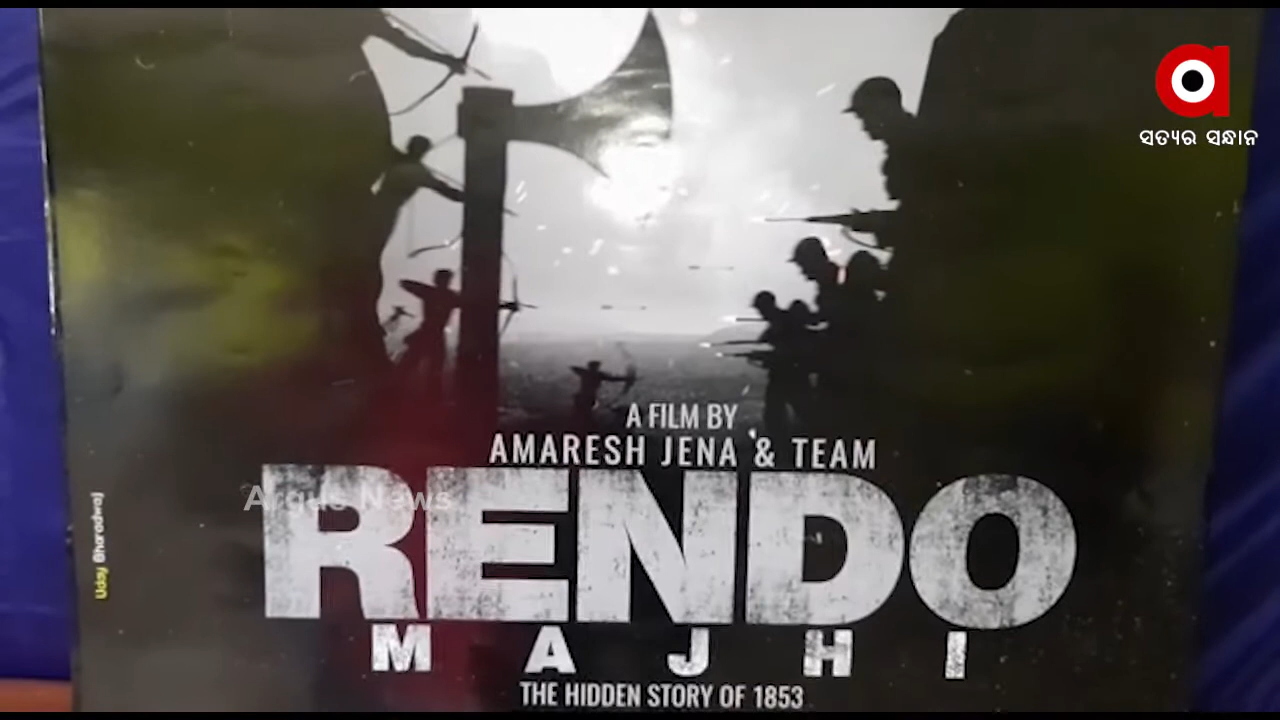 ସତ୍ୟର ସନ୍ଧାନ
A FILM BY
AMARESH JENA & TEAM
RENDO
Argus News
MAJHI
THE HIDDEN STORY OF 1853
Uday Bharadwaj